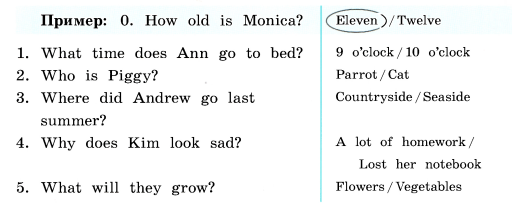 Пример: 0. How old is Monica? Eleven / Twelve
1. What time does Ann go to bed? 9 o'clock / 10 o'clock
2. Who is Piggy? Parrot / Cat
3. Where did Andrew go last Countryside / Seaside
summer?
4. Why does Kim look sad? A lot of homework /
Lost her notebook
5. What will they grow? Flowers / Vegetables